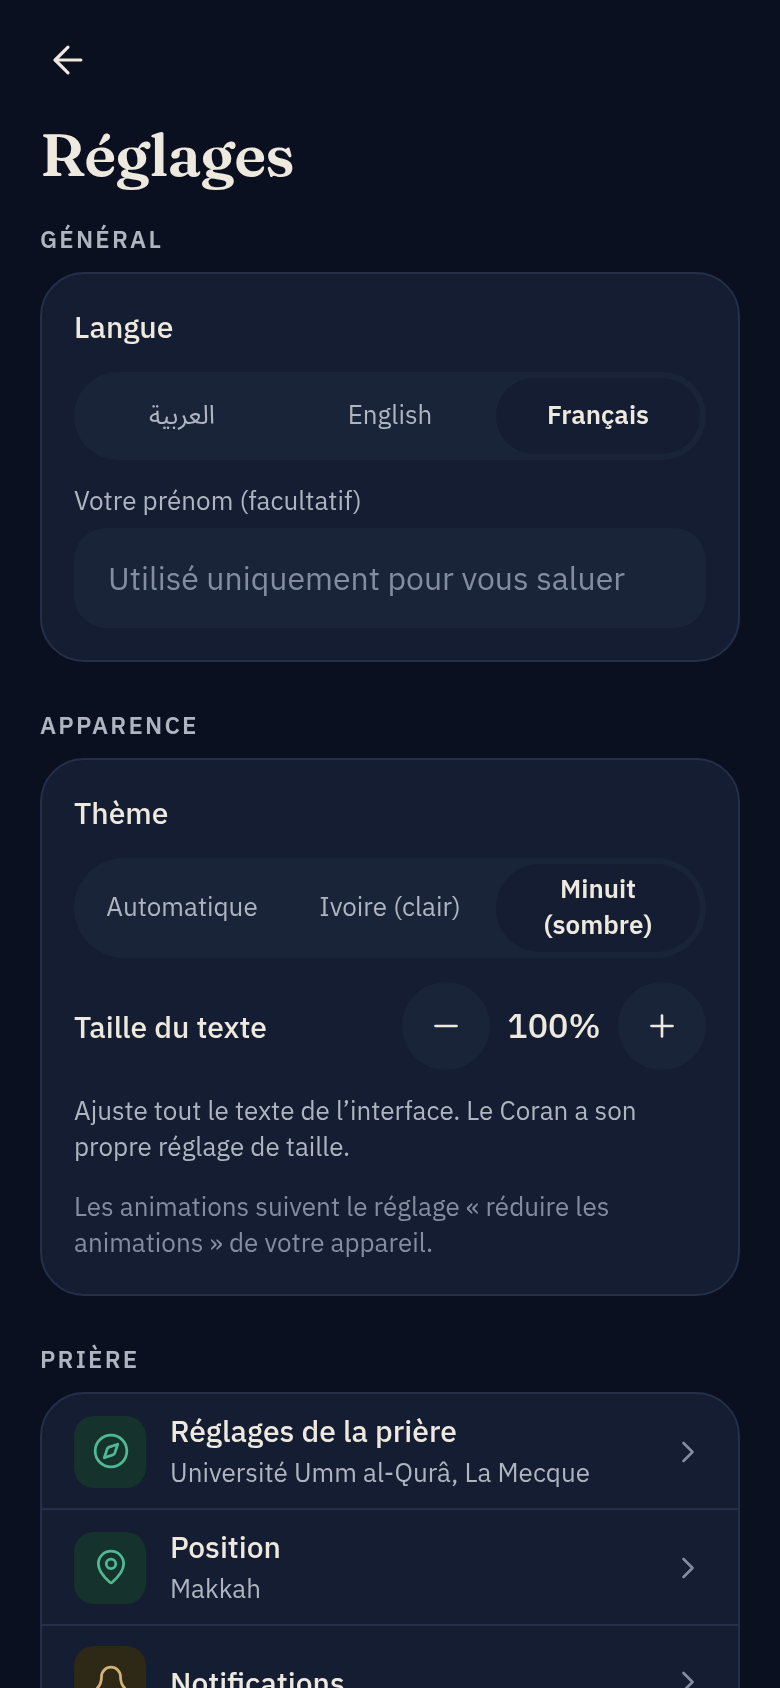 Réglages
GÉNÉRAL
Langue
العربية
English
Français
Votre prénom (facultatif)
Utilisé uniquement pour vous saluer
APPARENCE
Thème
Automatique
Ivoire (clair)
Minuit
(sombre)
Taille du texte
100%
Ajuste tout le texte de l’interface. Le Coran a son
propre réglage de taille.
Les animations suivent le réglage « réduire les
animations » de votre appareil.
PRIÈRE
Réglages de la prière
Université Umm al-Qurâ, La Mecque
Position
Makkah
Notifications